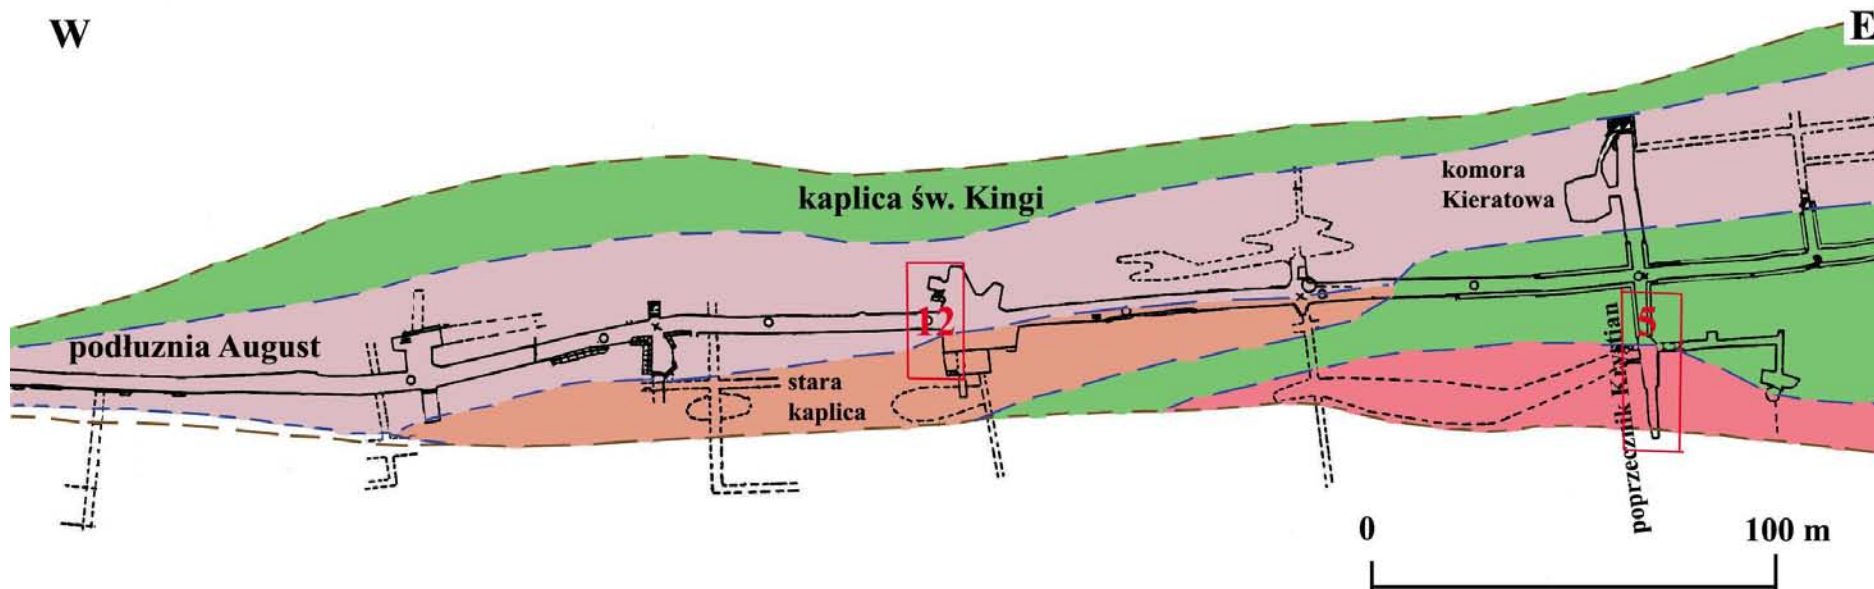 W
E
kaplica św. Kingi
komora
Kieratowa
podłuznia August
12
5
stara
kaplica
poprzecznik Krystian
0
100 m